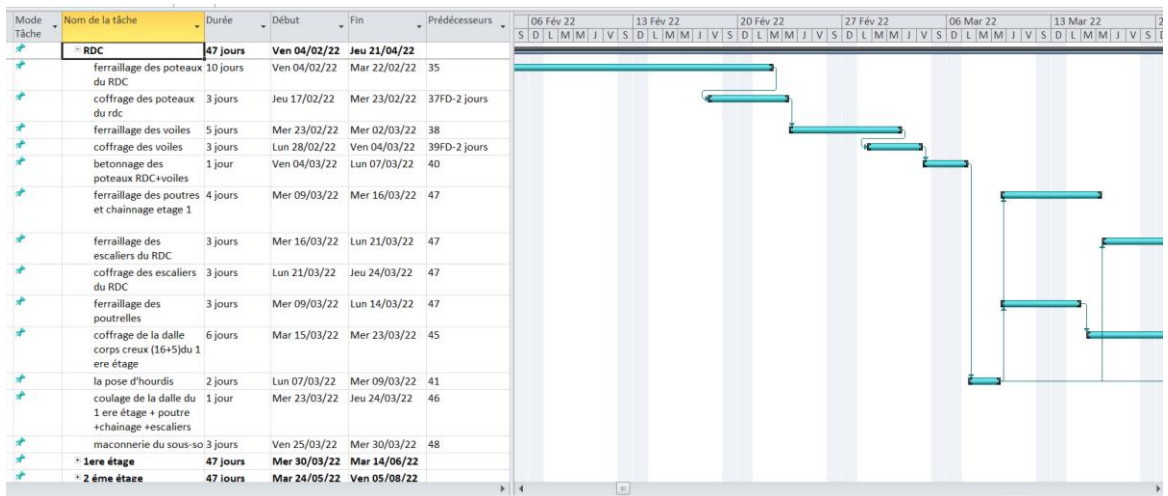 Mode Tâche Nom de la tâche Durée Début Fin Prédécesseurs
06 Fév 22 13 Fév 22 20 Fév 22 27 Fév 22 06 Mar 22 13 Mar 22 2
S D L M M J V S D L M M J V S D L M M J V S D L M M J V S D L M M J V S D L M M J V S D
RDC 47 jours Ven 04/02/22 Jeu 21/04/22
ferraillage des poteaux du RDC 10 jours Ven 04/02/22 Mar 22/02/22 35
coffrage des poteaux du rdc 3 jours Jeu 17/02/22 Mer 23/02/22 37FD-2 jours
ferraillage des voiles 5 jours Mer 23/02/22 Mer 02/03/22 38
coffrage des voiles 3 jours Lun 28/02/22 Ven 04/03/22 39FD-2 jours
betonnage des poteaux RDC+voiles 1 jour Ven 04/03/22 Lun 07/03/22 40
ferraillage des poutres et chainnage etage 1 4 jours Mer 09/03/22 Mer 16/03/22 47
ferraillage des escaliers du RDC 3 jours Mer 16/03/22 Lun 21/03/22 47
coffrage des escaliers du RDC 3 jours Lun 21/03/22 Jeu 24/03/22 47
ferraillage des poutrelles 3 jours Mer 09/03/22 Lun 14/03/22 47
coffrage de la dalle corps creux (16+5)du 1 ere étage 6 jours Mar 15/03/22 Mer 23/03/22 45
la pose d'hourdis 2 jours Lun 07/03/22 Mer 09/03/22 41
coulage de la dalle du 1 ere étage + poutre +chainage +escaliers 1 jour Mer 23/03/22 Jeu 24/03/22 46
maconnerie du sous-so 3 jours Ven 25/03/22 Mer 30/03/22 48
1ere étage 47 jours Mer 30/03/22 Mar 14/06/22
2 éme étage 47 jours Mar 24/05/22 Ven 05/08/22